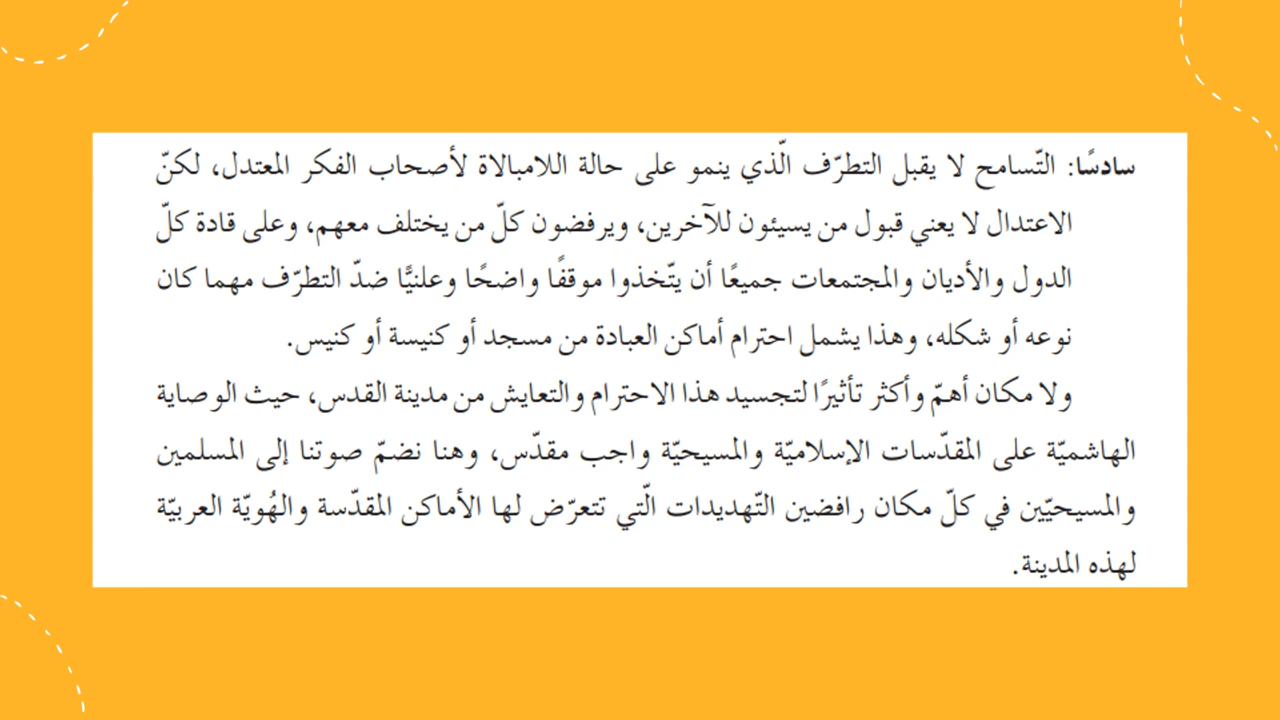 سادسًا: التّسامح لا يقبل التطرّف الّذي ينمو على حالة اللامبالاة لأصحاب الفكر المعتدل، لكنّ
الاعتدال لا يعني قبول من يسيئون للآخرين، ويرفضون كلّ من يختلف معهم، وعلى قادة كلّ
الدول والأديان والمجتمعات جميعًا أن يتّخذوا موقفًا واضحًا وعلنيًّا ضدّ التطرّف مهما كان
نوعه أو شكله، وهذا يشمل احترام أماكن العبادة من مسجد أو كنيسة أو كنيس.
ولا مكان أهمّ وأكثر تأثيرًا لتجسيد هذا الاحترام والتعايش من مدينة القدس، حيث الوصاية
الهاشميّة على المقدّسات الإسلاميّة والمسيحيّة واجب مقدّس، وهنا نضمّ صوتنا إلى المسلمين
والمسيحيّين في كلّ مكان رافضين التّهديدات الّتي تتعرّض لها الأماكن المقدّسة والهُويّة العربيّة
لهذه المدينة.